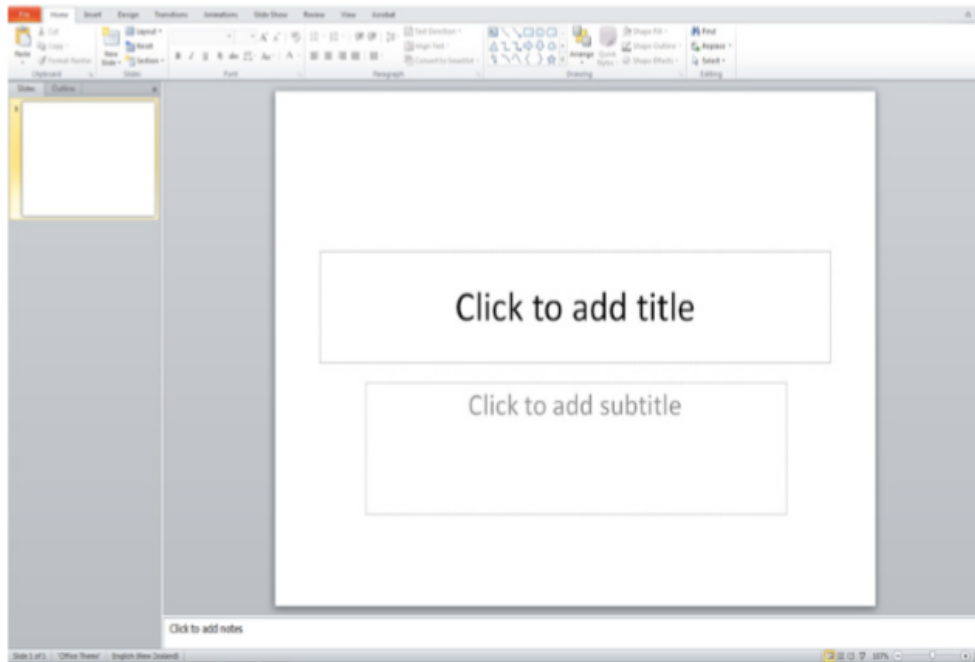 File Home Insert Design Transitions Animations Slide Show Review View Acrobat
Cut Layout Text Direction Shape Fill Find
Copy Reset Align Text Shape Outline Replace
Paste Format Painter New Slide Section Convert to SmartArt Arrange Quick Styles Shape Effects Select
Clipboard Slides Font Paragraph Drawing Editing
Slides Outline
1
Click to add title
Click to add subtitle
Click to add notes
Slide 1 of 1 "Office Theme" English (New Zealand) 107%